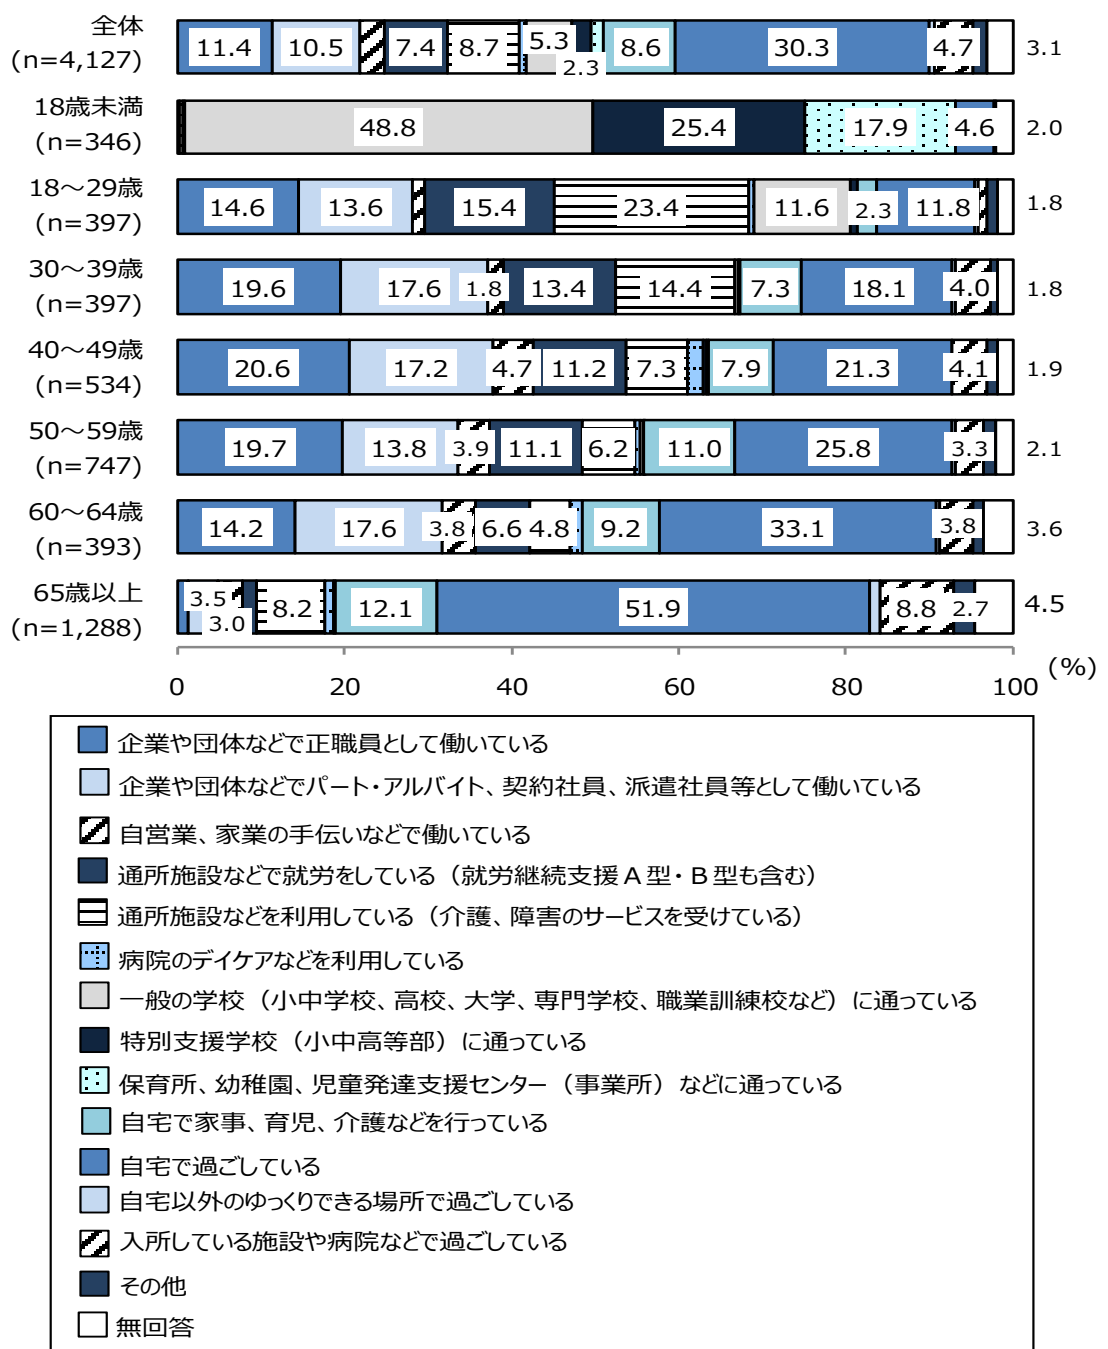 全体
(n=4,127)
11.4 10.5 7.4 8.7 5.3 2.3 8.6 30.3 4.7 3.1
18歳未満
(n=346)
48.8 25.4 17.9 4.6 2.0
18～29歳
(n=397)
14.6 13.6 15.4 23.4 11.6 2.3 11.8 1.8
30～39歳
(n=397)
19.6 17.6 1.8 13.4 14.4 7.3 18.1 4.0 1.8
40～49歳
(n=534)
20.6 17.2 4.7 11.2 7.3 7.9 21.3 4.1 1.9
50～59歳
(n=747)
19.7 13.8 3.9 11.1 6.2 11.0 25.8 3.3 2.1
60～64歳
(n=393)
14.2 17.6 3.8 6.6 4.8 9.2 33.1 3.8 3.6
65歳以上
(n=1,288)
3.5 3.0 8.2 12.1 51.9 8.8 2.7 4.5
(%)
0 20 40 60 80 100
企業や団体などで正職員として働いている
企業や団体などでパート・アルバイト、契約社員、派遣社員等として働いている
自営業、家業の手伝いなどで働いている
通所施設などで就労をしている（就労継続支援Ａ型・Ｂ型も含む）
通所施設などを利用している（介護、障害のサービスを受けている）
病院のデイケアなどを利用している
一般の学校（小中学校、高校、大学、専門学校、職業訓練校など）に通っている
特別支援学校（小中高等部）に通っている
保育所、幼稚園、児童発達支援センター（事業所）などに通っている
自宅で家事、育児、介護などを行っている
自宅で過ごしている
自宅以外のゆっくりできる場所で過ごしている
入所している施設や病院などで過ごしている
その他
無回答